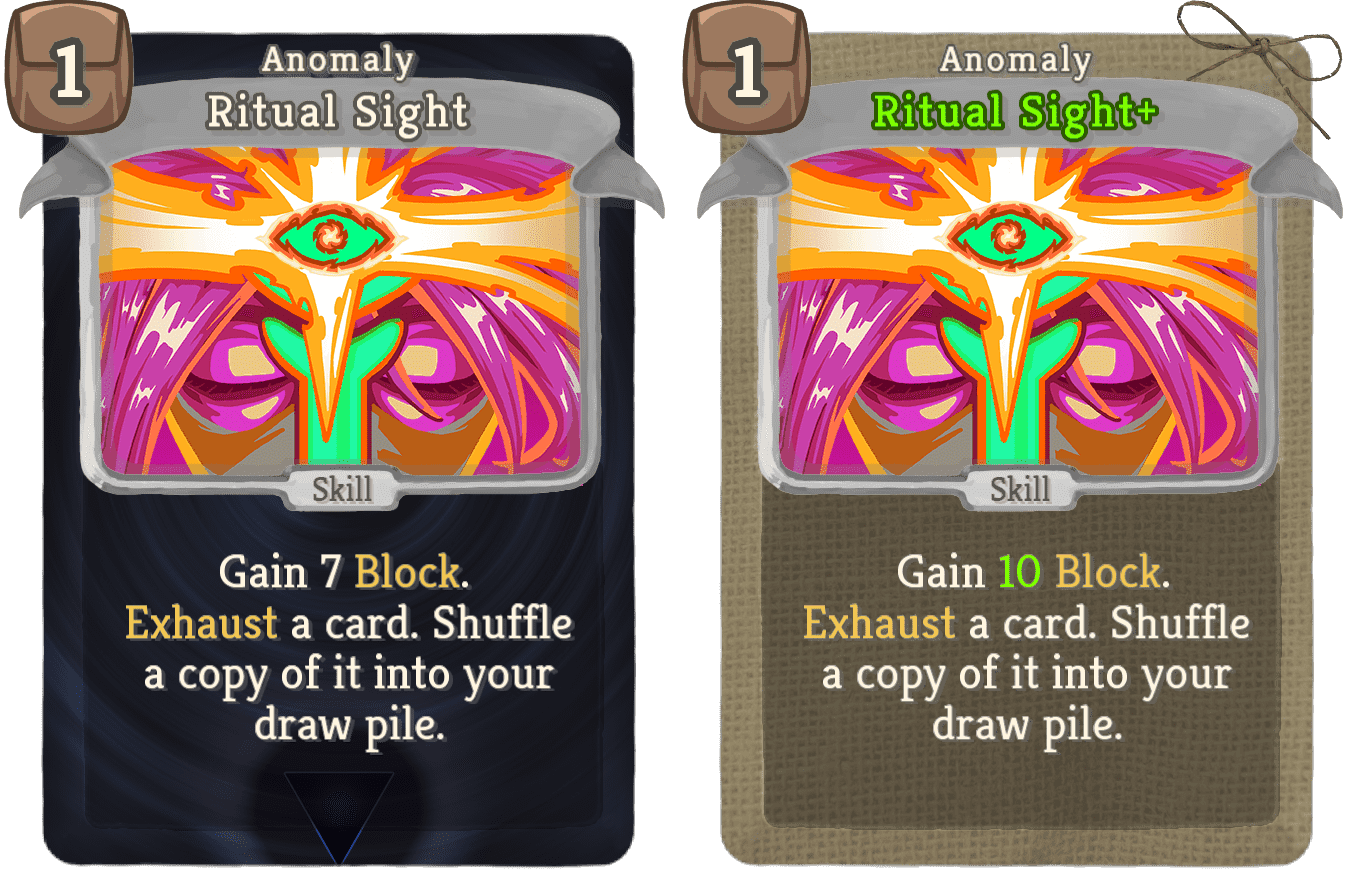 1
Anomaly
Ritual Sight
Skill
Gain 7 Block.
Exhaust a card. Shuffle
a copy of it into your
draw pile.
1
Anomaly
Ritual Sight+
Skill
Gain 10 Block.
Exhaust a card. Shuffle
a copy of it into your
draw pile.